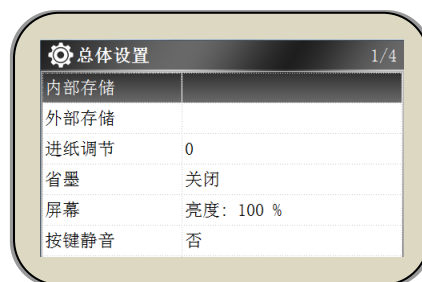 总体设置 1/4
内部存储
外部存储
进纸调节 0
省墨 关闭
屏幕 亮度: 100 %
按键静音 否